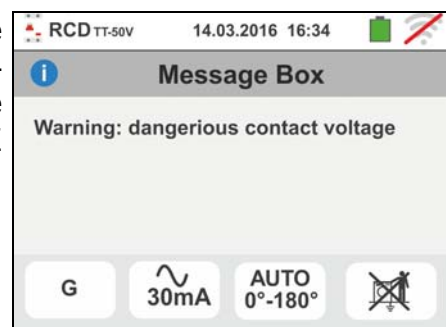 RCD TT-50V 14.03.2016 16:34
Message Box
Warning: dangerious contact voltage
G 30mA AUTO
0°-180°